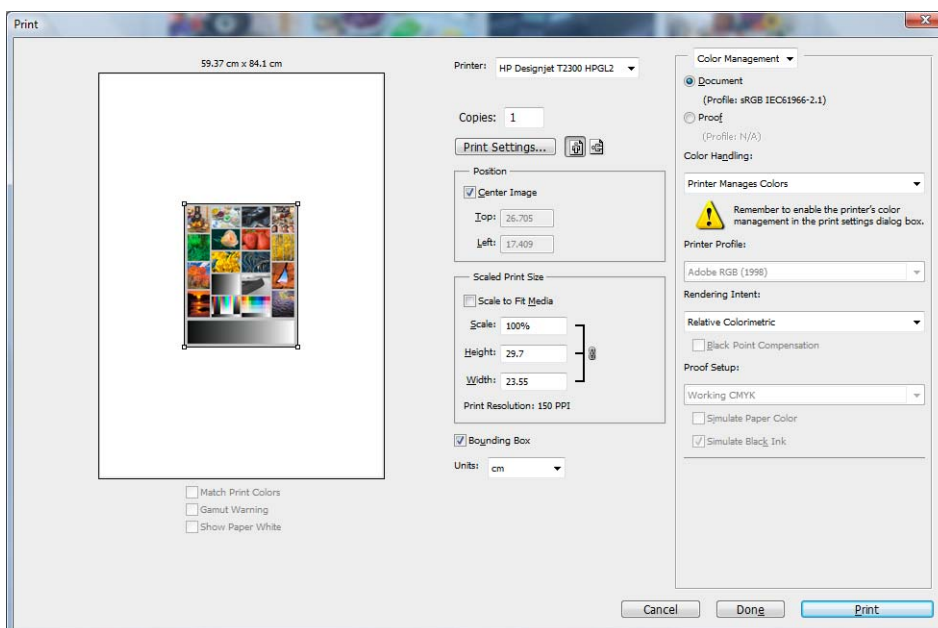 Print
59.37 cm x 84.1 cm
Match Print Colors
Gamut Warning
Show Paper White
Printer: HP Designjet T2300 HPGL2
Copies: 1
Print Settings...
Position
Center Image
Top: 26.705
Left: 17.409
Scaled Print Size
Scale to Fit Media
Scale: 100%
Height: 29.7
Width: 23.55
Print Resolution: 150 PPI
Bounding Box
Units: cm
Color Management
Document
(Profile: sRGB IEC61966-2.1)
Proof
(Profile: N/A)
Color Handling:
Printer Manages Colors
Remember to enable the printer's color
management in the print settings dialog box.
Printer Profile:
Adobe RGB (1998)
Rendering Intent:
Relative Colorimetric
Black Point Compensation
Proof Setup:
Working CMYK
Simulate Paper Color
Simulate Black Ink
Cancel Done Print